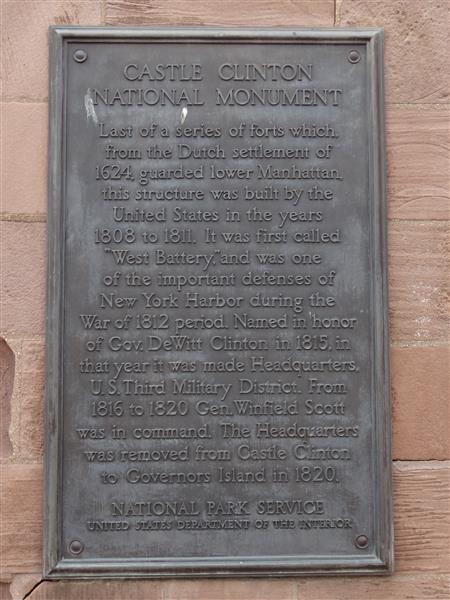 CASTLE CLINTON
NATIONAL MONUMENT
Last of a series of forts which,
from the Dutch settlement of
1624, guarded lower Manhattan,
this structure was built by the
United States in the years
1808 to 1811. It was first called
"West Battery," and was one
of the important defenses of
New York Harbor during the
War of 1812 period. Named in honor
of Gov. DeWitt Clinton in 1815, in
that year it was made Headquarters,
U.S. Third Military District. From
1816 to 1820 Gen. Winfield Scott
was in command. The Headquarters
was removed from Castle Clinton
to Governors Island in 1820.
NATIONAL PARK SERVICE
UNITED STATES DEPARTMENT OF THE INTERIOR